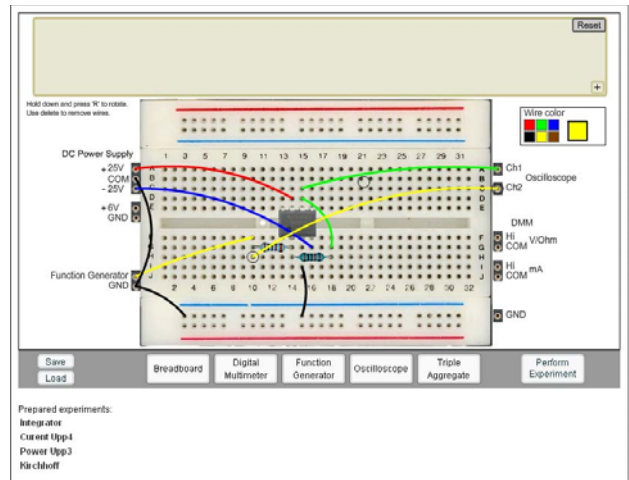 Reset
+
Hold down and press 'R' to rotate.
Use delete to remove wires.
Wire color
DC Power Supply
1 3 5 7 9 11 13 15 17 19 21 23 25 27 29 31
+25V
COM
- 25V
+6V
GND
A
B
C
D
E
Ch1
Ch2
Oscilloscope
DMM
F
G
H
I
J
Hi
COM
V/Ohm
Hi
COM
mA
Function Generator
GND
2 4 6 8 10 12 14 16 18 20 22 24 26 28 30 32
GND
Save
Load
Breadboard
Digital
Multimeter
Function
Generator
Oscilloscope
Triple
Aggregate
Perform
Experiment
Prepared experiments:
Integrator
Curent Upp4
Power Upp3
Kirchhoff